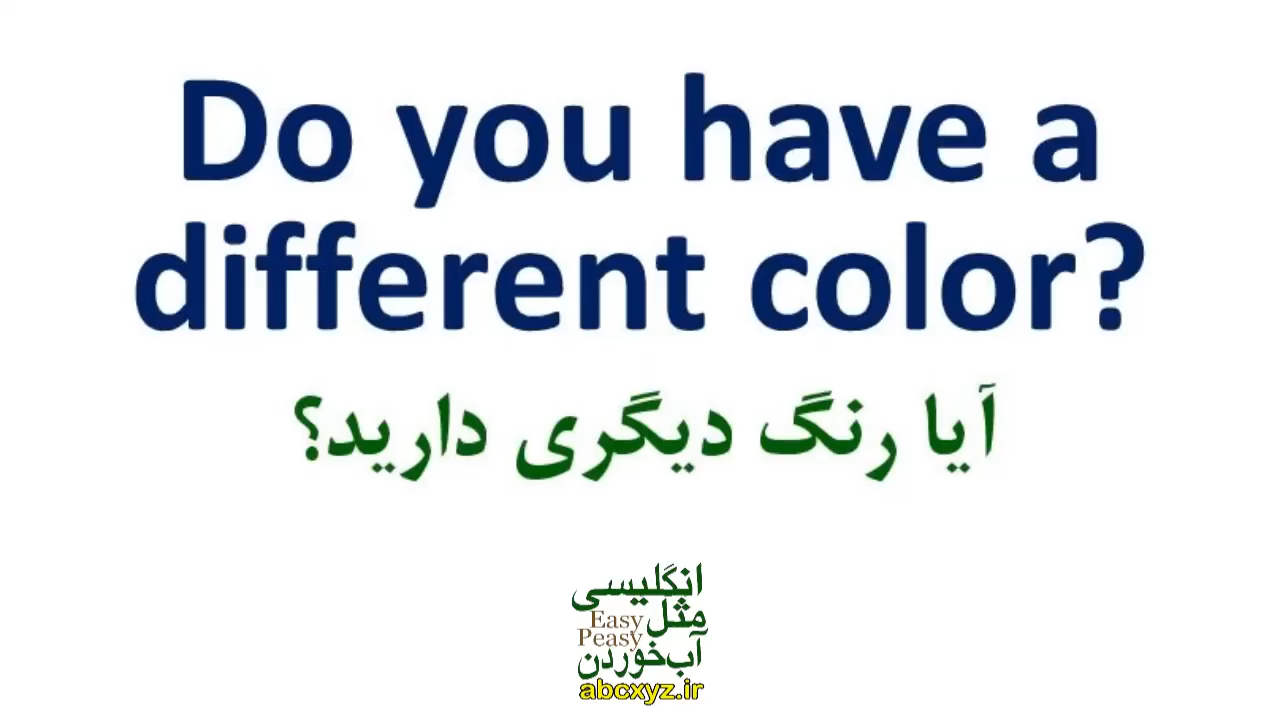 Do you have a
different color?
آیا رنگ دیگری دارید؟
انگلیسی
مثل
Easy
Peasy
آب‌خوردن
abcxyz.ir